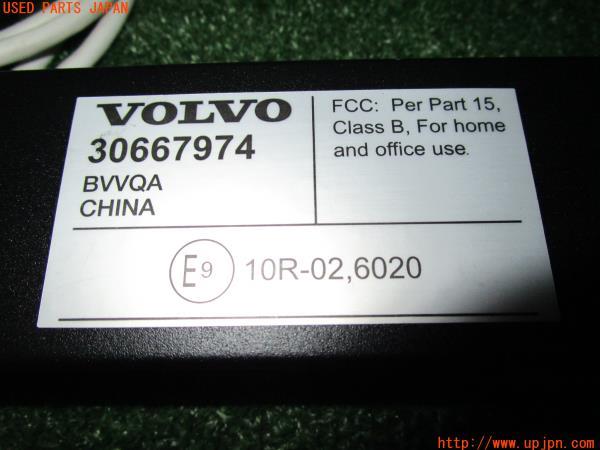 USED PARTS JAPAN
VOLVO
30667974
BVVQA
CHINA
FCC: Per Part 15,
Class B, For home
and office use.
E9
10R-02,6020
http://www.upjpn.com